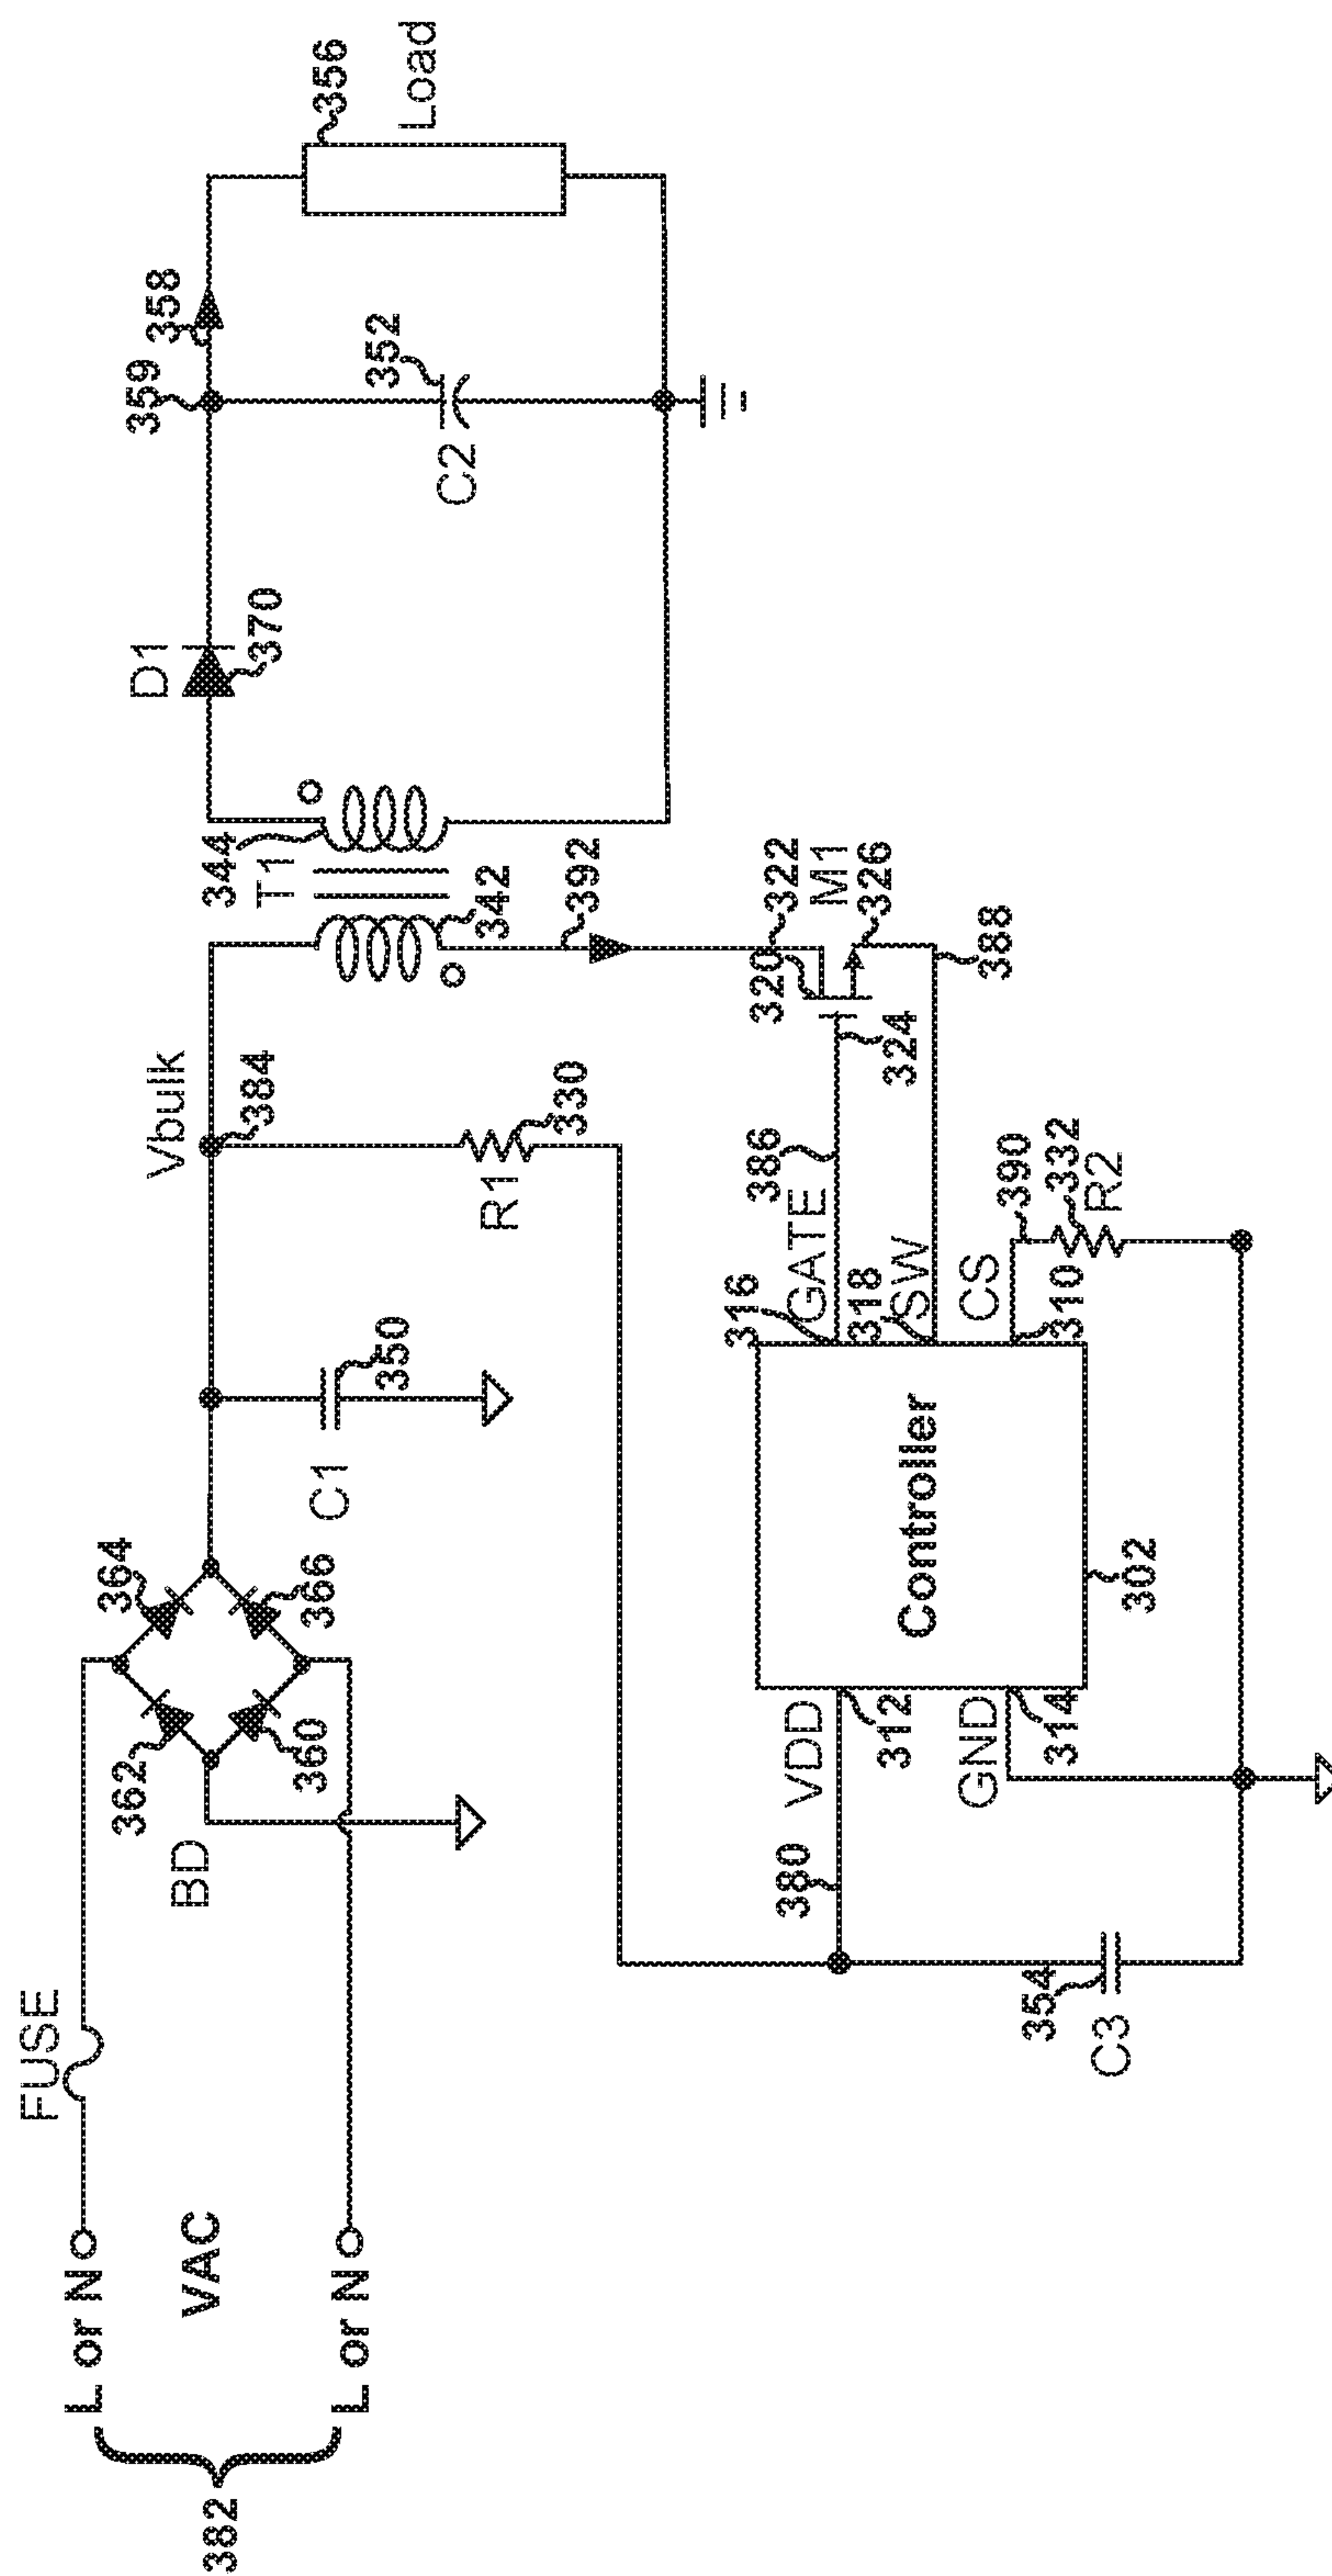 382
L or N
VAC
L or N
FUSE
BD
362
364
360
366
C1
350
Vbulk
384
R1
330
T1
344
342
392
D1
370
359
358
352
C2
356
Load
354
C3
380
VDD
312
GND
314
Controller
302
316
GATE
386
318
SW
CS
310
390
332
R2
320
322
M1
326
324
388